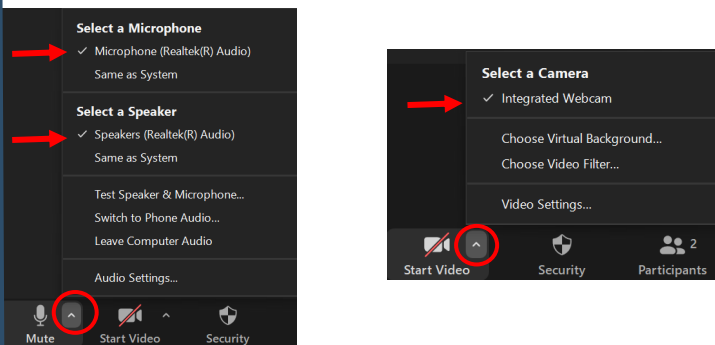 Select a Microphone
✓ Microphone (Realtek(R) Audio)
Same as System
Select a Speaker
✓ Speakers (Realtek(R) Audio)
Same as System
Test Speaker & Microphone...
Switch to Phone Audio...
Leave Computer Audio
Audio Settings...
Mute
Start Video
Security
Select a Camera
✓ Integrated Webcam
Choose Virtual Background...
Choose Video Filter...
Video Settings...
2
Start Video
Security
Participants